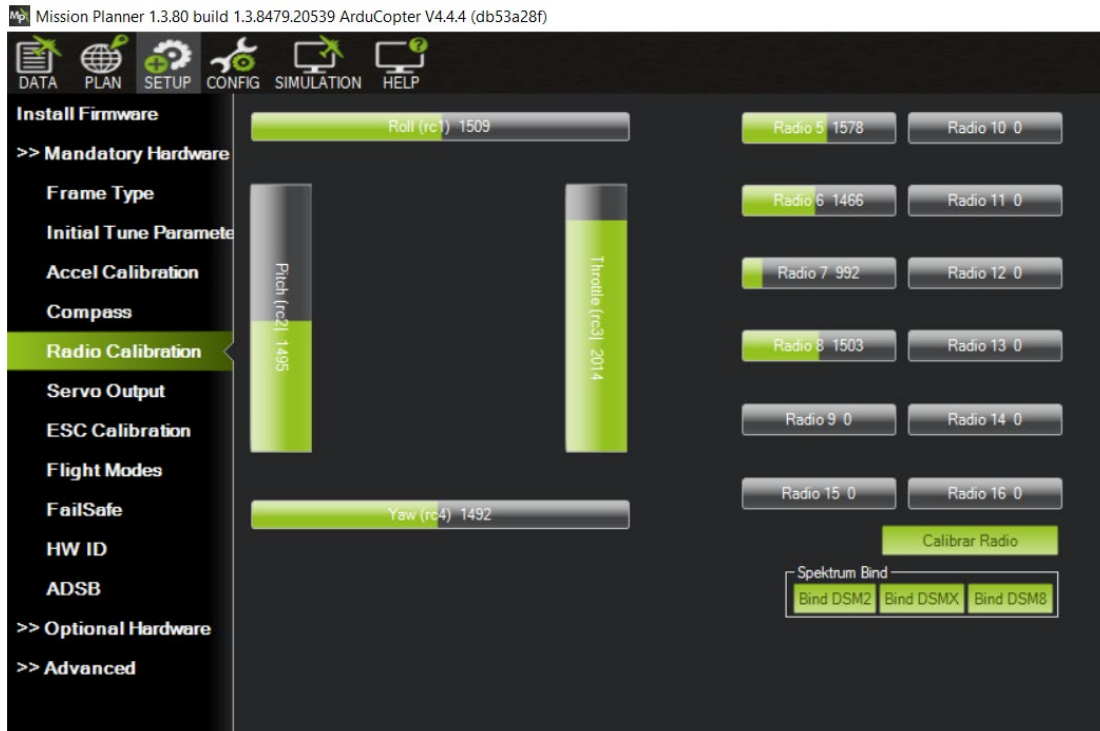 Mission Planner 1.3.80 build 1.3.8479.20539 ArduCopter V4.4.4 (db53a28f)
DATA PLAN SETUP CONFIG SIMULATION HELP
Install Firmware
>> Mandatory Hardware
Frame Type
Initial Tune Paramete
Accel Calibration
Compass
Radio Calibration
Servo Output
ESC Calibration
Flight Modes
FailSafe
HW ID
ADSB
>> Optional Hardware
>> Advanced
Roll (rc1) 1509
Pitch (rc2) 1495
Throttle (rc3) 2014
Yaw (rc4) 1492
Radio 5 1578
Radio 10 0
Radio 6 1466
Radio 11 0
Radio 7 992
Radio 12 0
Radio 8 1503
Radio 13 0
Radio 9 0
Radio 14 0
Radio 15 0
Radio 16 0
Calibrar Radio
Spektrum Bind
Bind DSM2 Bind DSMX Bind DSM8